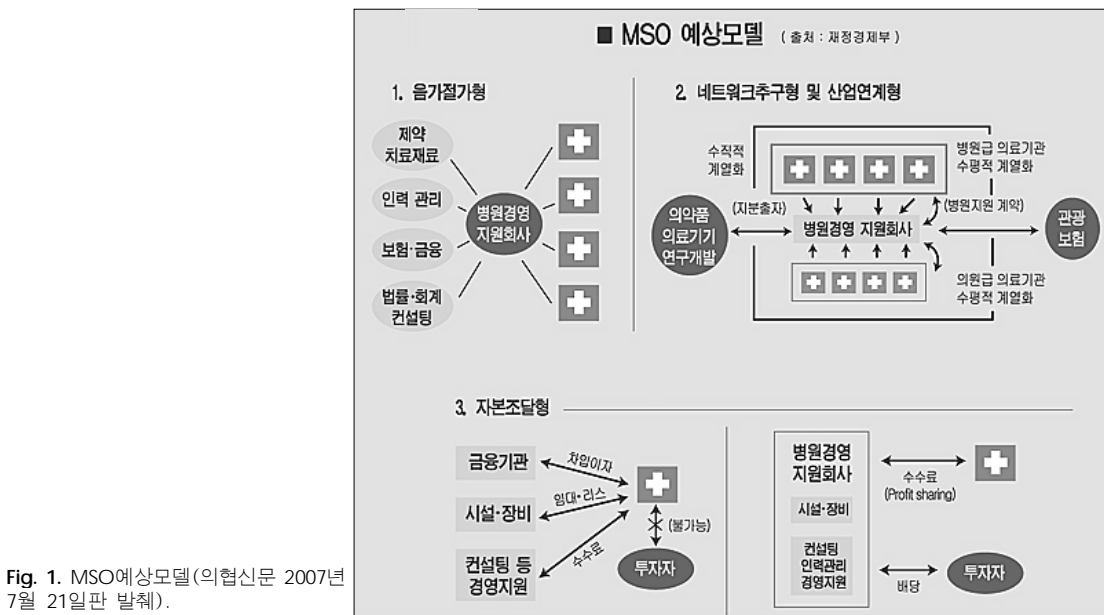 ■ MSO 예상모델 ( 출처 : 재정경제부 )
1. 음가절가형
제약
치료재료
인력 관리
보험·금융
법률·회계
컨설팅
병원경영
지원회사
2. 네트워크추구형 및 산업연계형
수직적
계열화
병원급 의료기관
수평적 계열화
(지분출자)
(병원지원 계약)
의약품
의료기기
연구개발
병원경영 지원회사
관광
보험
의원급 의료기관
수평적 계열화
3. 자본조달형
금융기관
차입이자
시설·장비
임대·리스
컨설팅 등
경영지원
수수료
(불가능)
투자자
병원경영
지원회사
시설·장비
컨설팅
인력관리
경영지원
수수료
(Profit sharing)
배당
투자자
Fig. 1. MSO예상모델(의협신문 2007년
7월 21일판 발췌).